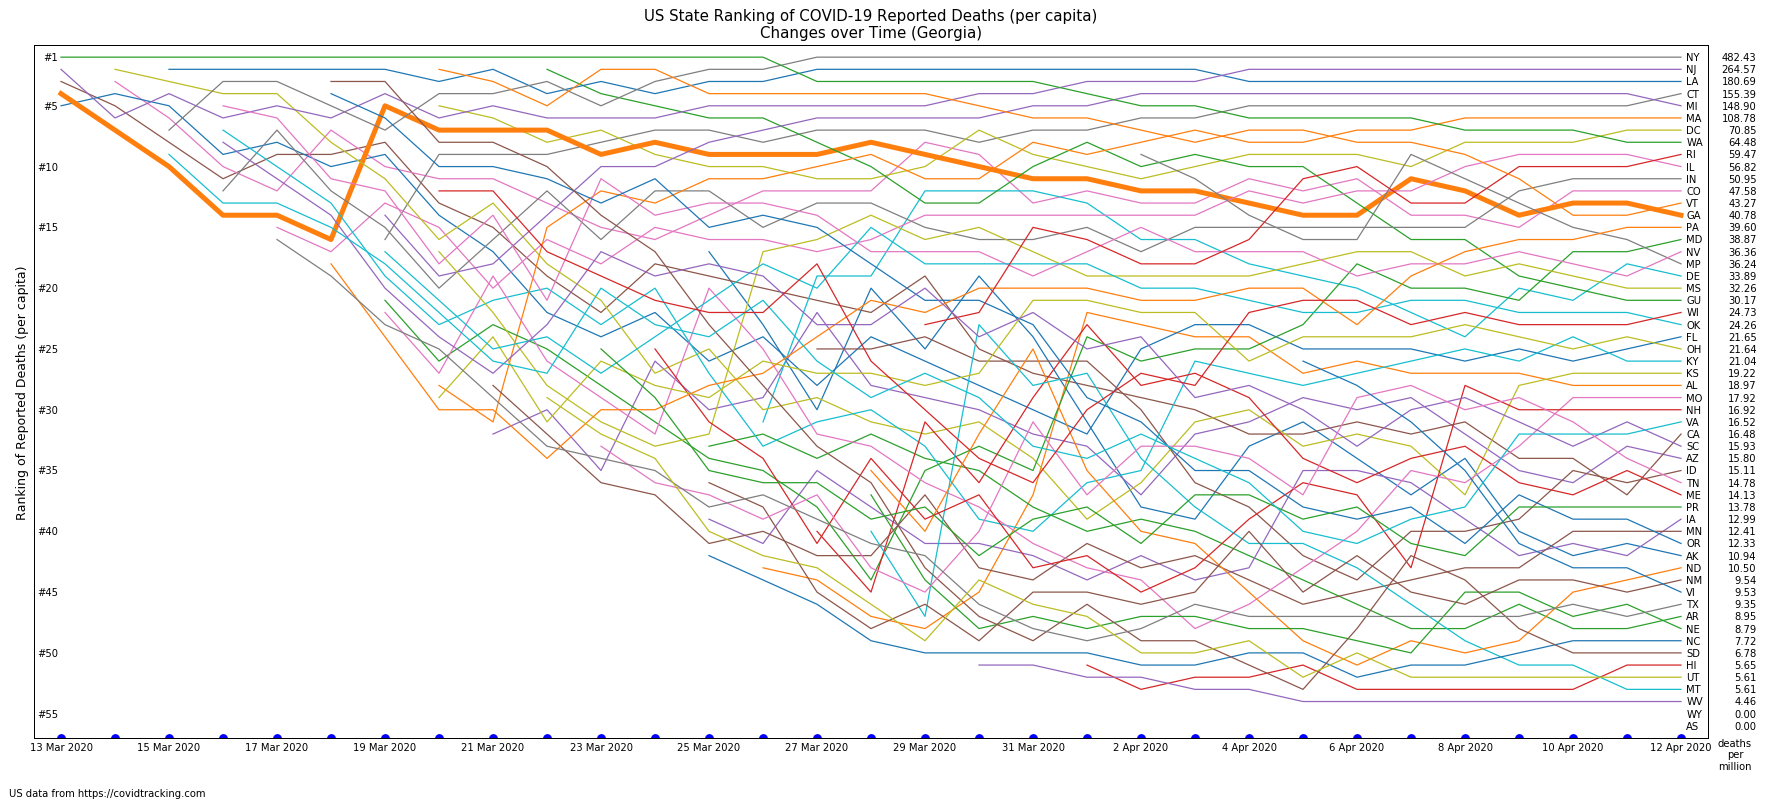 US State Ranking of COVID-19 Reported Deaths (per capita)
Changes over Time (Georgia)
Ranking of Reported Deaths (per capita)
#1
#5
#10
#15
#20
#25
#30
#35
#40
#45
#50
#55
NY 482.43
NJ 264.57
LA 180.69
CT 155.39
MI 148.90
MA 108.78
DC 70.85
WA 64.48
RI 59.47
IL 56.82
IN 50.95
CO 47.58
VT 43.27
GA 40.78
PA 39.60
MD 38.87
NV 36.36
MP 36.24
DE 33.89
MS 32.26
GU 30.17
WI 24.73
OK 24.26
FL 21.65
OH 21.64
KY 21.04
KS 19.22
AL 18.97
MO 17.92
NH 16.92
VA 16.52
CA 16.48
SC 15.93
AZ 15.80
ID 15.11
TN 14.78
ME 14.13
PR 13.78
IA 12.99
MN 12.41
OR 12.33
AK 10.94
ND 10.50
NM 9.54
VI 9.53
TX 9.35
AR 8.95
NE 8.79
NC 7.72
SD 6.78
HI 5.65
UT 5.61
MT 5.61
WV 4.46
WY 0.00
AS 0.00
13 Mar 2020 15 Mar 2020 17 Mar 2020 19 Mar 2020 21 Mar 2020 23 Mar 2020 25 Mar 2020 27 Mar 2020 29 Mar 2020 31 Mar 2020 2 Apr 2020 4 Apr 2020 6 Apr 2020 8 Apr 2020 10 Apr 2020 12 Apr 2020
deaths
per
million
US data from https://covidtracking.com